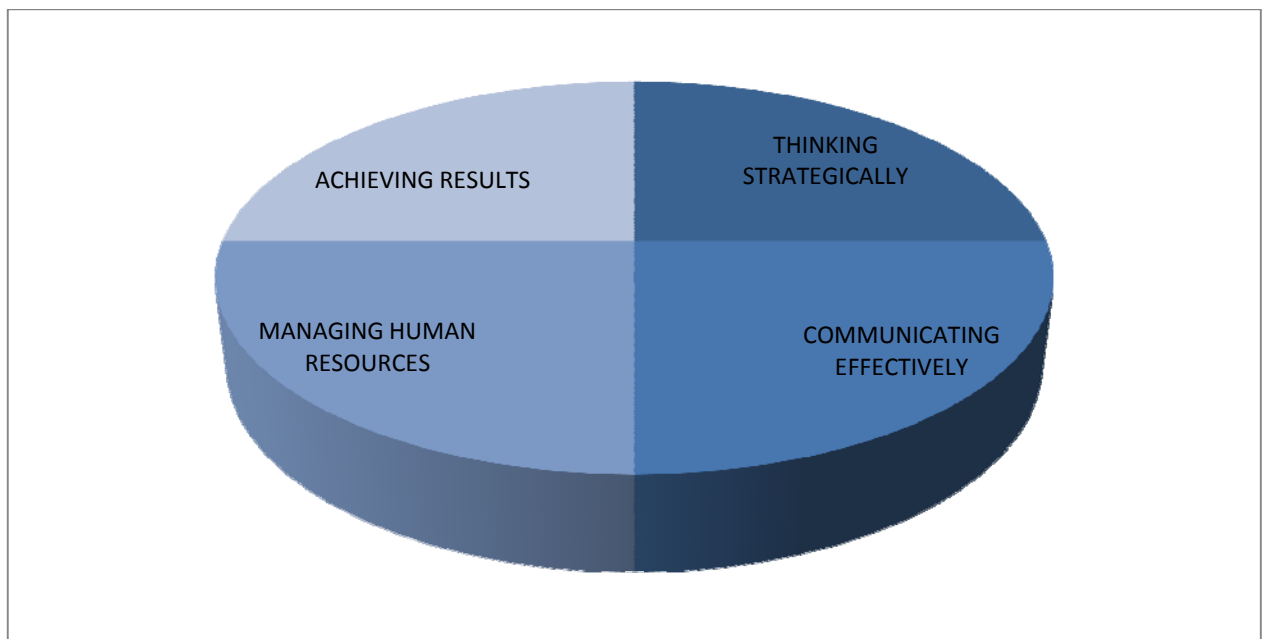 THINKING
STRATEGICALLY
ACHIEVING RESULTS
MANAGING HUMAN
RESOURCES
COMMUNICATING
EFFECTIVELY